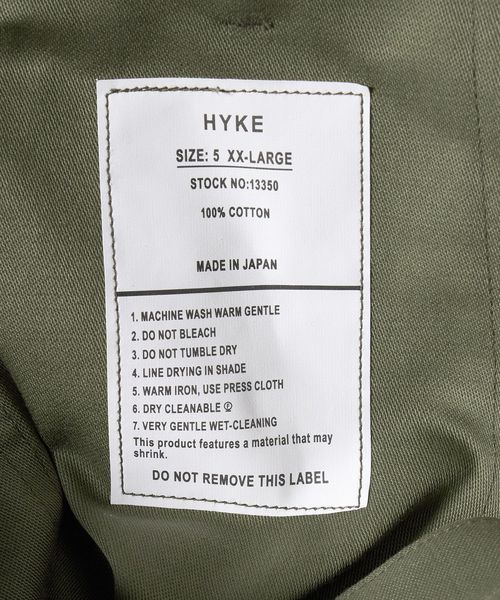 HYKE
SIZE: 5 XX-LARGE
STOCK NO:13350
100% COTTON
MADE IN JAPAN
1. MACHINE WASH WARM GENTLE
2. DO NOT BLEACH
3. DO NOT TUMBLE DRY
4. LINE DRYING IN SHADE
5. WARM IRON, USE PRESS CLOTH
6. DRY CLEANABLE Ⓟ
7. VERY GENTLE WET-CLEANING
This product features a material that may
shrink.
DO NOT REMOVE THIS LABEL